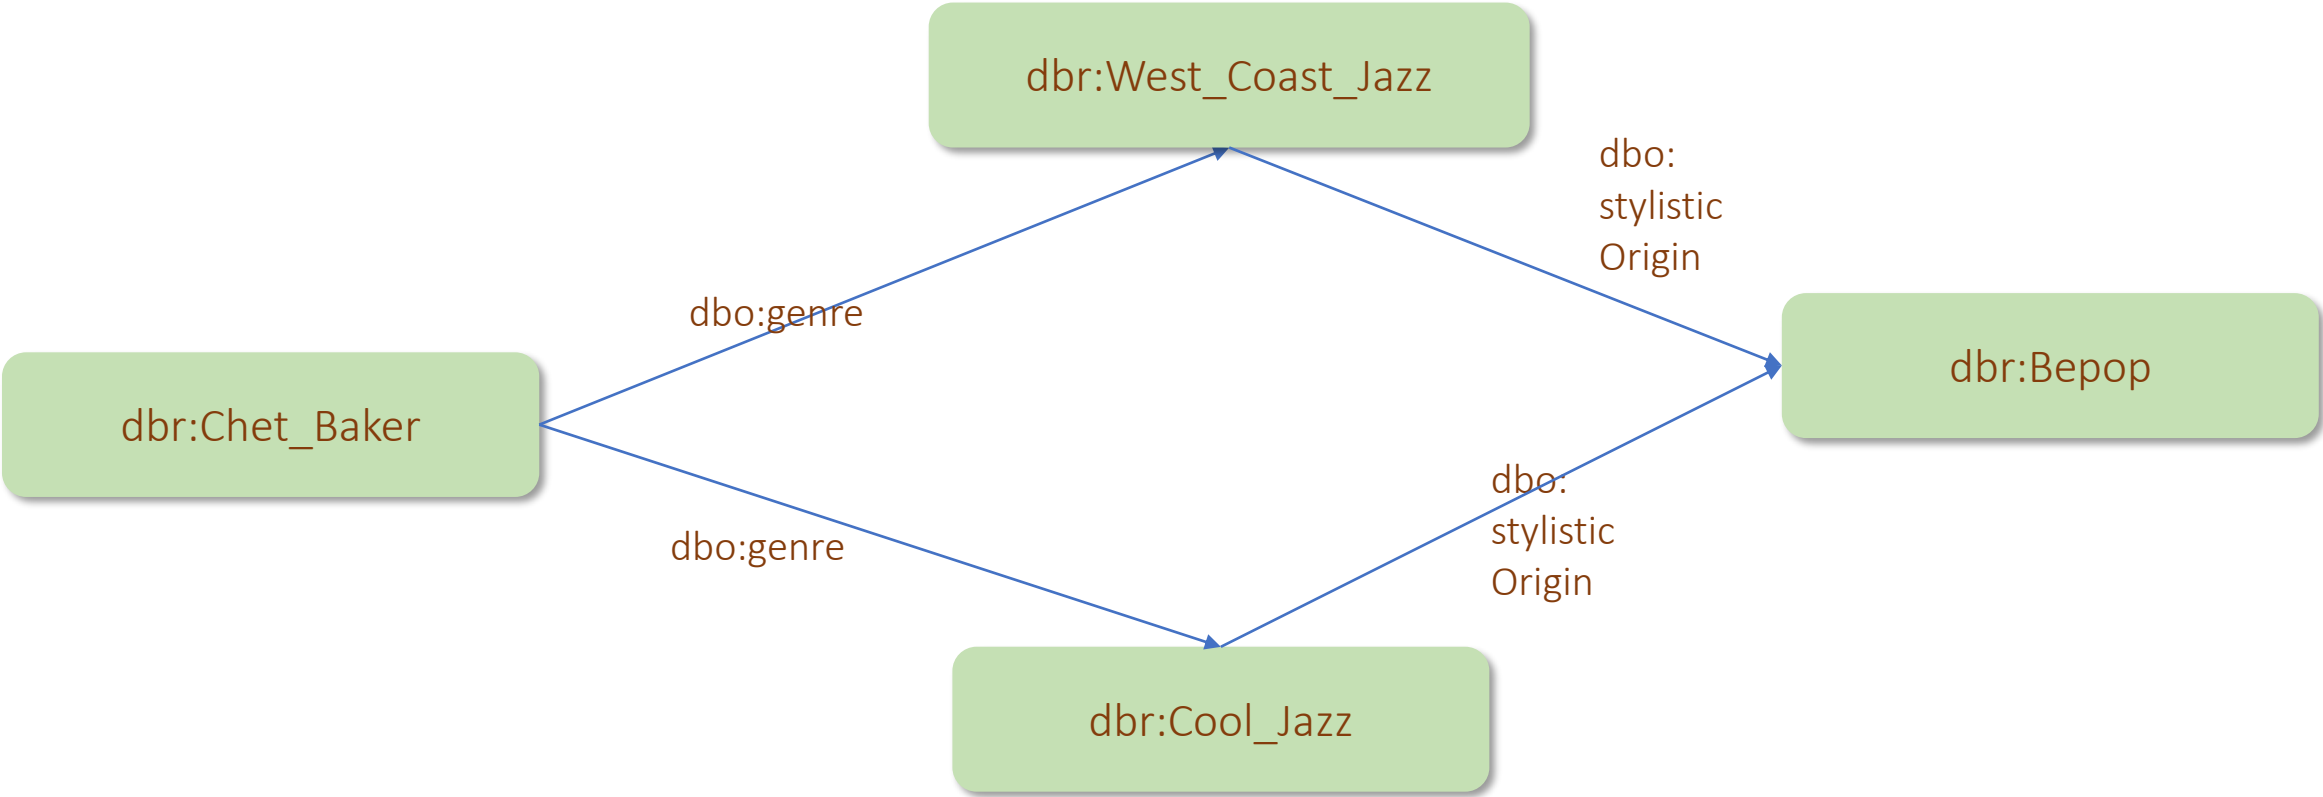 dbr:West_Coast_Jazz
dbo:
stylistic
Origin
dbo:genre
dbr:Bepop
dbr:Chet_Baker
dbo:
stylistic
Origin
dbo:genre
dbr:Cool_Jazz